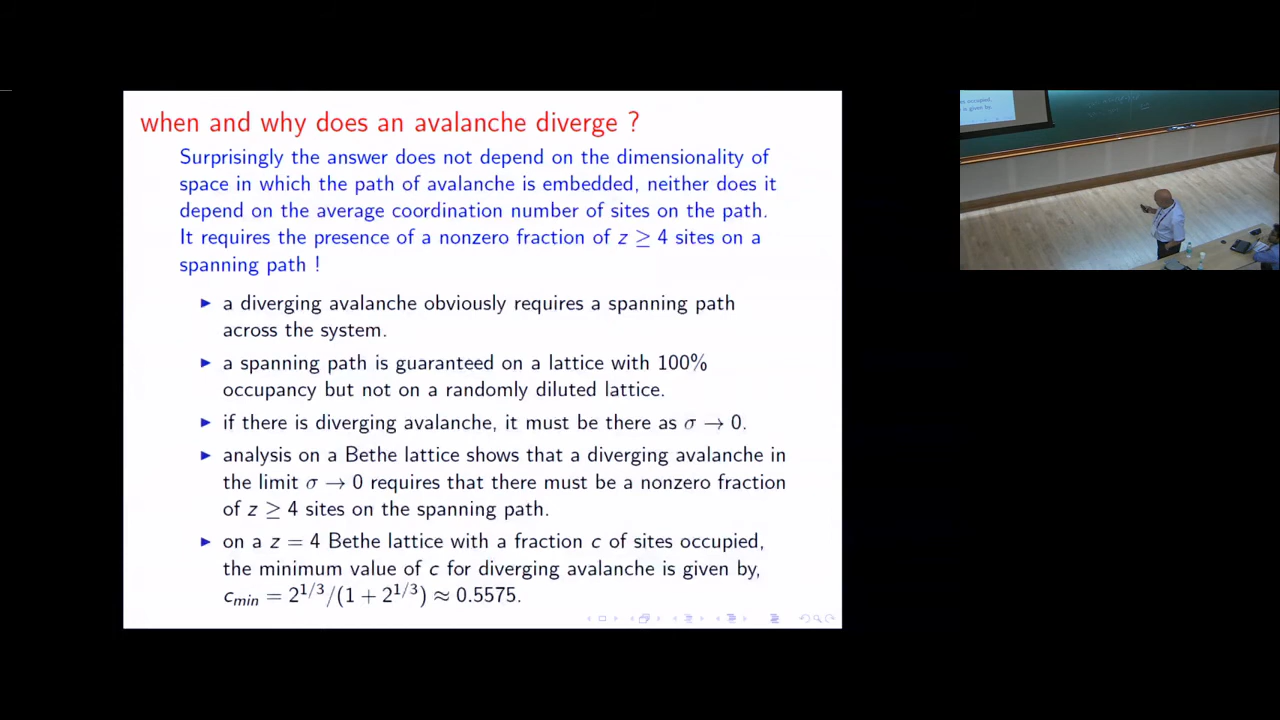 when and why does an avalanche diverge ?
Surprisingly the answer does not depend on the dimensionality of
space in which the path of avalanche is embedded, neither does it
depend on the average coordination number of sites on the path.
It requires the presence of a nonzero fraction of z ≥ 4 sites on a
spanning path !
▶ a diverging avalanche obviously requires a spanning path
across the system.
▶ a spanning path is guaranteed on a lattice with 100%
occupancy but not on a randomly diluted lattice.
▶ if there is diverging avalanche, it must be there as σ → 0.
▶ analysis on a Bethe lattice shows that a diverging avalanche in
the limit σ → 0 requires that there must be a nonzero fraction
of z ≥ 4 sites on the spanning path.
▶ on a z = 4 Bethe lattice with a fraction c of sites occupied,
the minimum value of c for diverging avalanche is given by,
c_min = 2^{1/3}/(1 + 2^{1/3}) ≈ 0.5575.